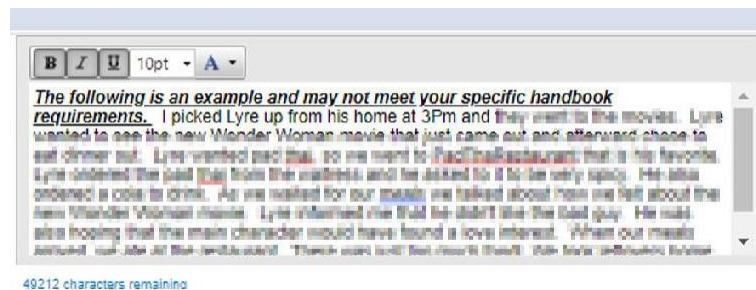 B I U 10pt A
The following is an example and may not meet your specific handbook
requirements. I picked Lyre up from his home at 3Pm and they went to the movies. Lyre
wanted to see the new Wonder Woman movie that just came out and afterward chose to
eat dinner out. Lyre wanted pad thai, so we went to that is his favorite.
Lyre ordered the pad thai from the waitress and he asked to it to be very spicy. He also
ordered a coke to drink. As we waited for our meals we talked about how we felt about the
new Wonder Woman movie. Lyre informed me that he didn't like the bad guy. He was
also hoping that the main character would have found a love interest. When our meals
49212 characters remaining